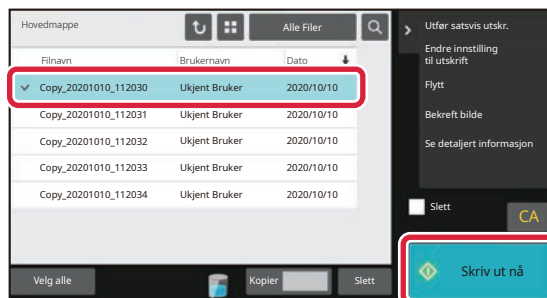 Hovedmappe
Alle Filer
Filnavn Brukernavn Dato
Copy_20201010_112030 Ukjent Bruker 2020/10/10
Copy_20201010_112031 Ukjent Bruker 2020/10/10
Copy_20201010_112032 Ukjent Bruker 2020/10/10
Copy_20201010_112033 Ukjent Bruker 2020/10/10
Copy_20201010_112034 Ukjent Bruker 2020/10/10
Velg alle
Kopier
Slett
Utfør satsvis utskr.
Endre innstilling
til utskrift
Flytt
Bekreft bilde
Se detaljert informasjon
Slett
CA
Skriv ut nå